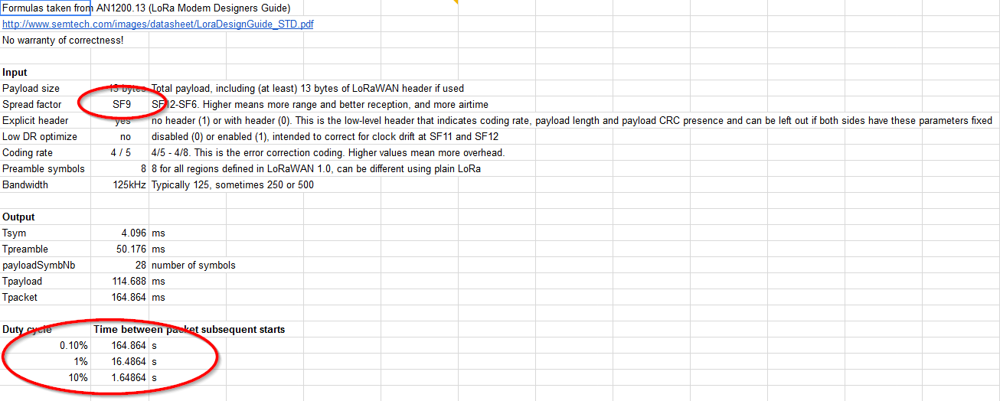 Formulas taken from AN1200.13 (LoRa Modem Designers Guide)
http://www.semtech.com/images/datasheet/LoraDesignGuide_STD.pdf
No warranty of correctness!
Input
Payload size 13 bytes Total payload, including (at least) 13 bytes of LoRaWAN header if used
Spread factor SF9 SF12-SF6. Higher means more range and better reception, and more airtime
Explicit header yes no header (1) or with header (0). This is the low-level header that indicates coding rate, payload length and payload CRC presence and can be left out if both sides have these parameters fixed
Low DR optimize no disabled (0) or enabled (1), intended to correct for clock drift at SF11 and SF12
Coding rate 4 / 5 4/5 - 4/8. This is the error correction coding. Higher values mean more overhead.
Preamble symbols 8 8 for all regions defined in LoRaWAN 1.0, can be different using plain LoRa
Bandwidth 125kHz Typically 125, sometimes 250 or 500
Output
Tsym 4.096 ms
Tpreamble 50.176 ms
payloadSymbNb 28 number of symbols
Tpayload 114.688 ms
Tpacket 164.864 ms
Duty cycle Time between packet subsequent starts
0.10% 164.864 s
1% 16.4864 s
10% 1.64864 s